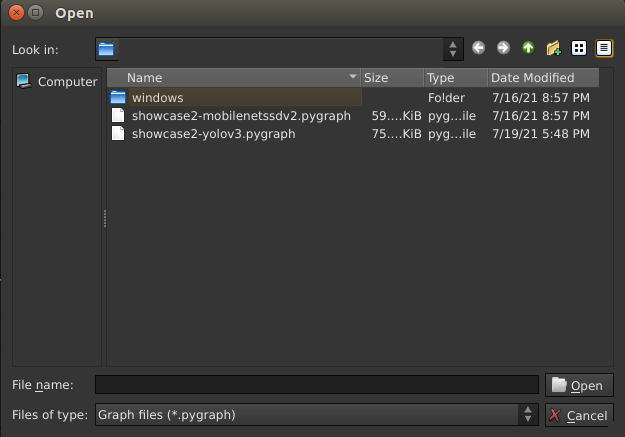 Open
Look in:
Computer
Name Size Type Date Modified
windows Folder 7/16/21 8:57 PM
showcase2-mobilenetssdv2.pygraph 59....KiB pyg...ile 7/16/21 8:57 PM
showcase2-yolov3.pygraph 75....KiB pyg...ile 7/19/21 5:48 PM
File name: Open
Files of type: Graph files (*.pygraph) Cancel